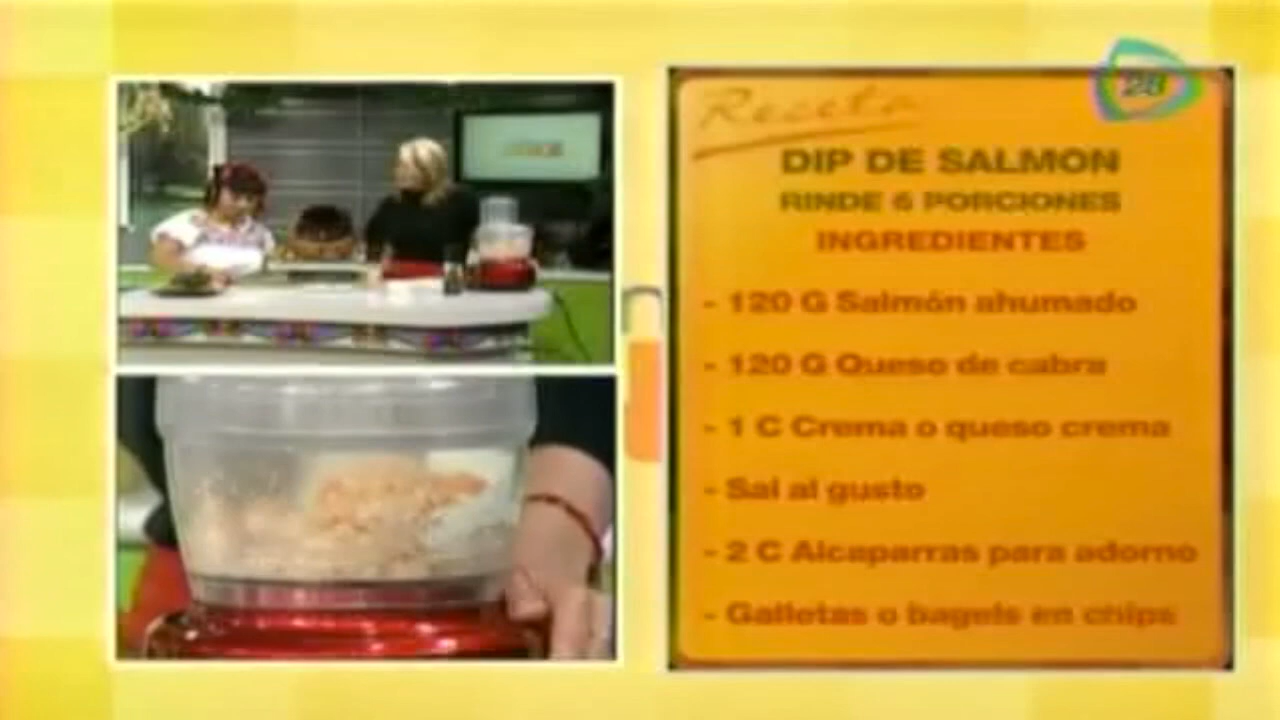 28
Receta
DIP DE SALMON
RINDE 6 PORCIONES
INGREDIENTES
- 120 G Salmón ahumado
- 120 G Queso de cabra
- 1 C Crema o queso crema
- Sal al gusto
- 2 C Alcaparras para adorno
- Galletas o bagels en chips